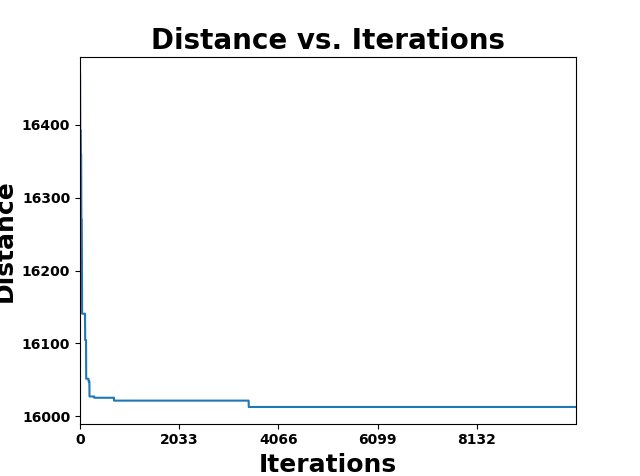 Distance vs. Iterations
Distance
16400
16300
16200
16100
16000
0 2033 4066 6099 8132
Iterations